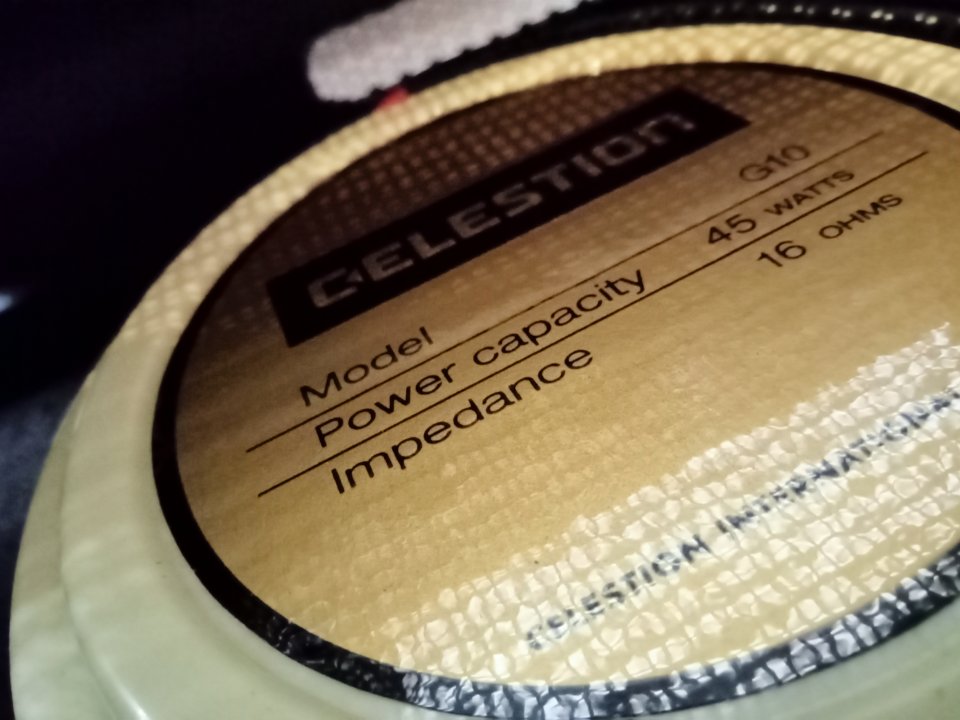 CELESTION
Model G10
Power capacity 45 WATTS
Impedance 16 OHMS
CELESTION INTERNATIONAL